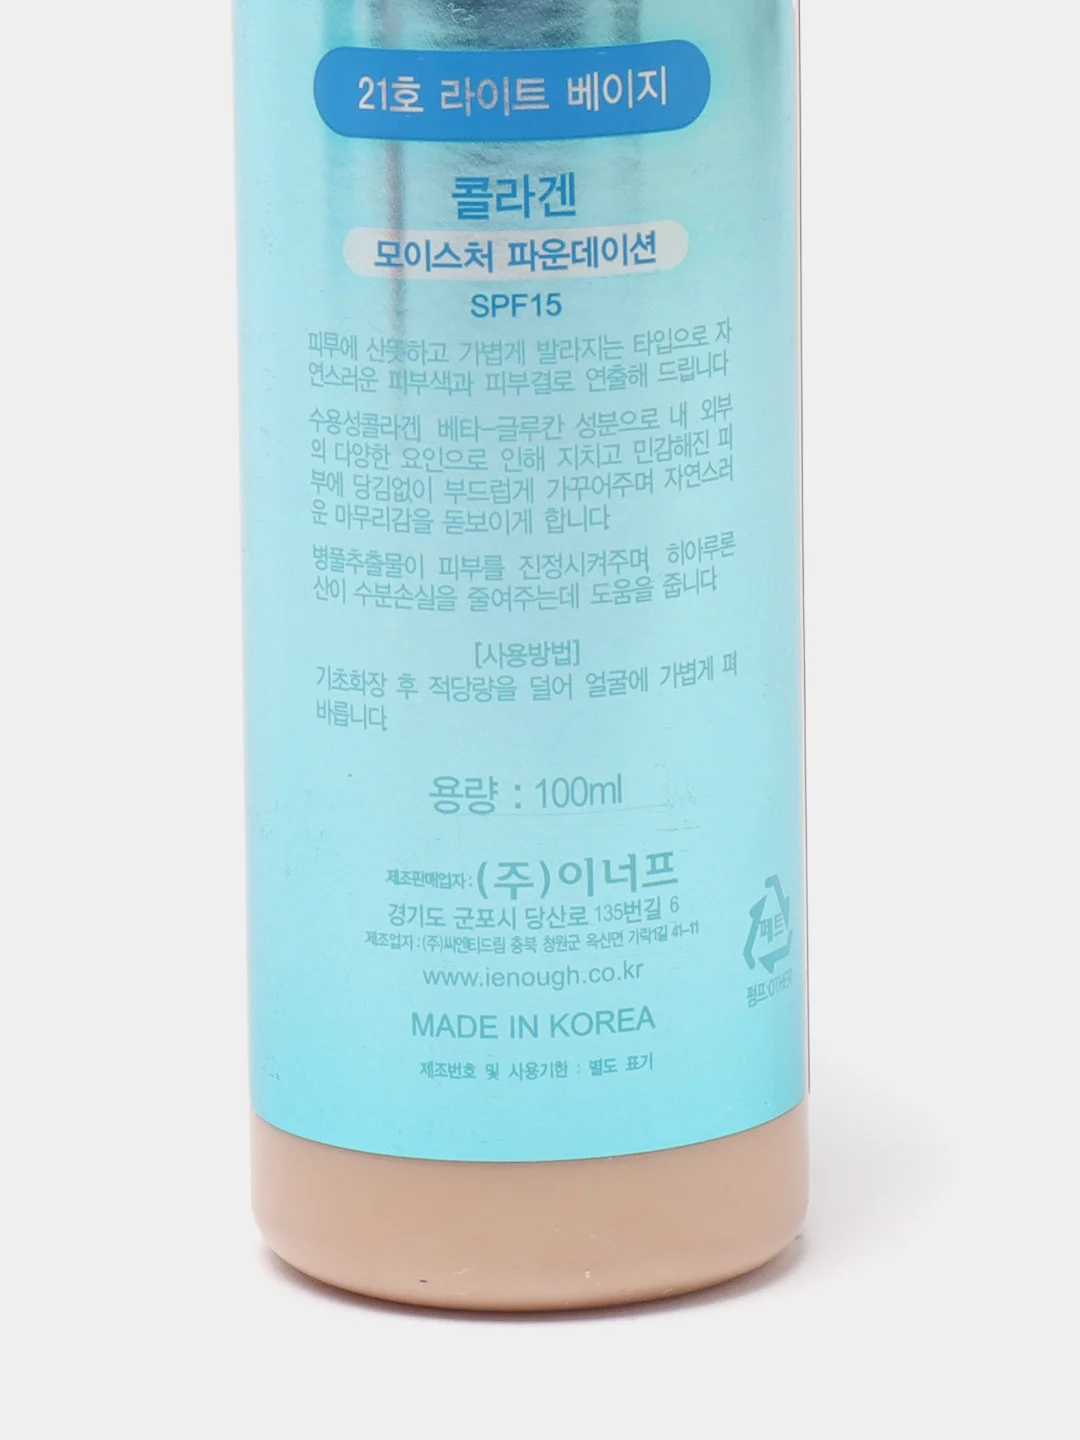 21호 라이트 베이지
콜라겐
모이스처 파운데이션
SPF15
피부에 산뜻하고 가볍게 발라지는 타입으로 자
연스러운 피부색과 피부결로 연출해 드립니다
수용성콜라겐 베타-글루칸 성분으로 내 외부
의 다양한 요인으로 인해 지치고 민감해진 피
부에 당김없이 부드럽게 가꾸어주며 자연스러
운 마무리감을 돋보이게 합니다
병풀추출물이 피부를 진정시켜주며, 히아루론
산이 수분손실을 줄여주는데 도움을 줍니다
[사용방법]
기초화장 후 적당량을 덜어 얼굴에 가볍게 펴
바릅니다
용량 : 100ml
제조판매업자 : (주)이너프
경기도 군포시 당산로 135번길 6
제조업자 : (주)씨엔티드림 충북 청원군 옥산면 가락1길 41-11
www.ienough.co.kr
MADE IN KOREA
제조번호 및 사용기한 : 별도 표기
페트
펌프:OTHER